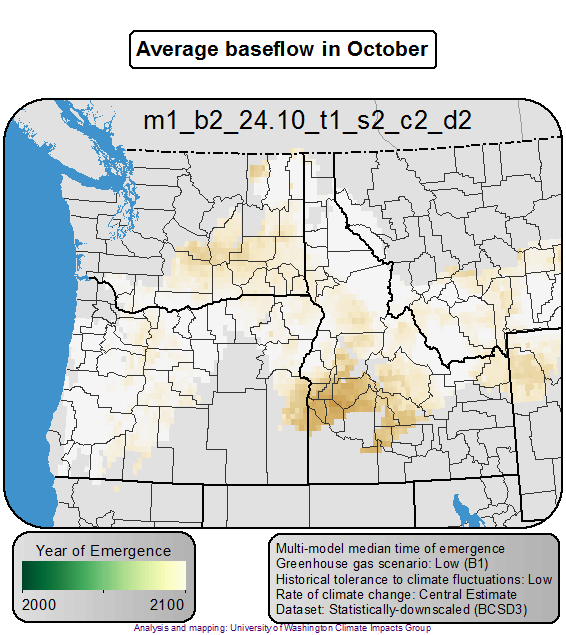 Average baseflow in October
m1_b2_24.10_t1_s2_c2_d2
Year of Emergence
2000 2100
Multi-model median time of emergence
Greenhouse gas scenario: Low (B1)
Historical tolerance to climate fluctuations: Low
Rate of climate change: Central Estimate
Dataset: Statistically-downscaled (BCSD3)
Analysis and mapping: University of Washington Climate Impacts Group